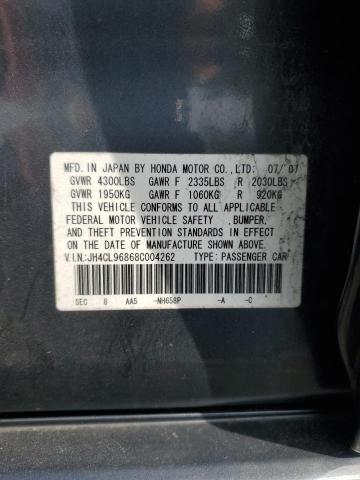 MFD. IN JAPAN BY HONDA MOTOR CO., LTD: 07/ 07
GVWR 4300LBS GAWR F 2335LBS R 2030LBS
GVWR 1950KG GAWR F 1060KG R 920KG
THIS VEHICLE CONFORMS TO ALL APPLICABLE
FEDERAL MOTOR VEHICLE SAFETY ,BUMPER,
AND THEFT PREVENTION STANDARDS IN EFFECT
ON THE DATE OF MANUFACTURE SHOWN ABOVE.
V.I.N:JH4CL96868C004262 TYPE: PASSENGER CAR
SEC 8 AA5 -NH658P -A -C